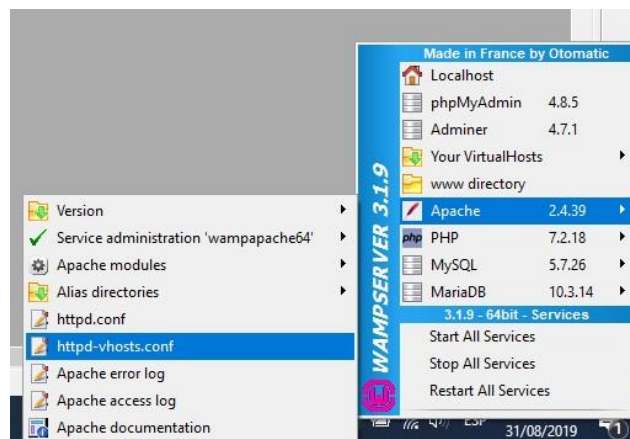 Made in France by Otomatic
Localhost
phpMyAdmin 4.8.5
Adminer 4.7.1
Your VirtualHosts
www directory
Apache 2.4.39
php PHP 7.2.18
MySQL 5.7.26
MariaDB 10.3.14
3.1.9 - 64bit - Services
Start All Services
Stop All Services
Restart All Services
WAMPSERVER 3.1.9
Version
Service administration 'wampapache64'
Apache modules
Alias directories
httpd.conf
httpd-vhosts.conf
Apache error log
Apache access log
Apache documentation
ESP
31/08/2019
1